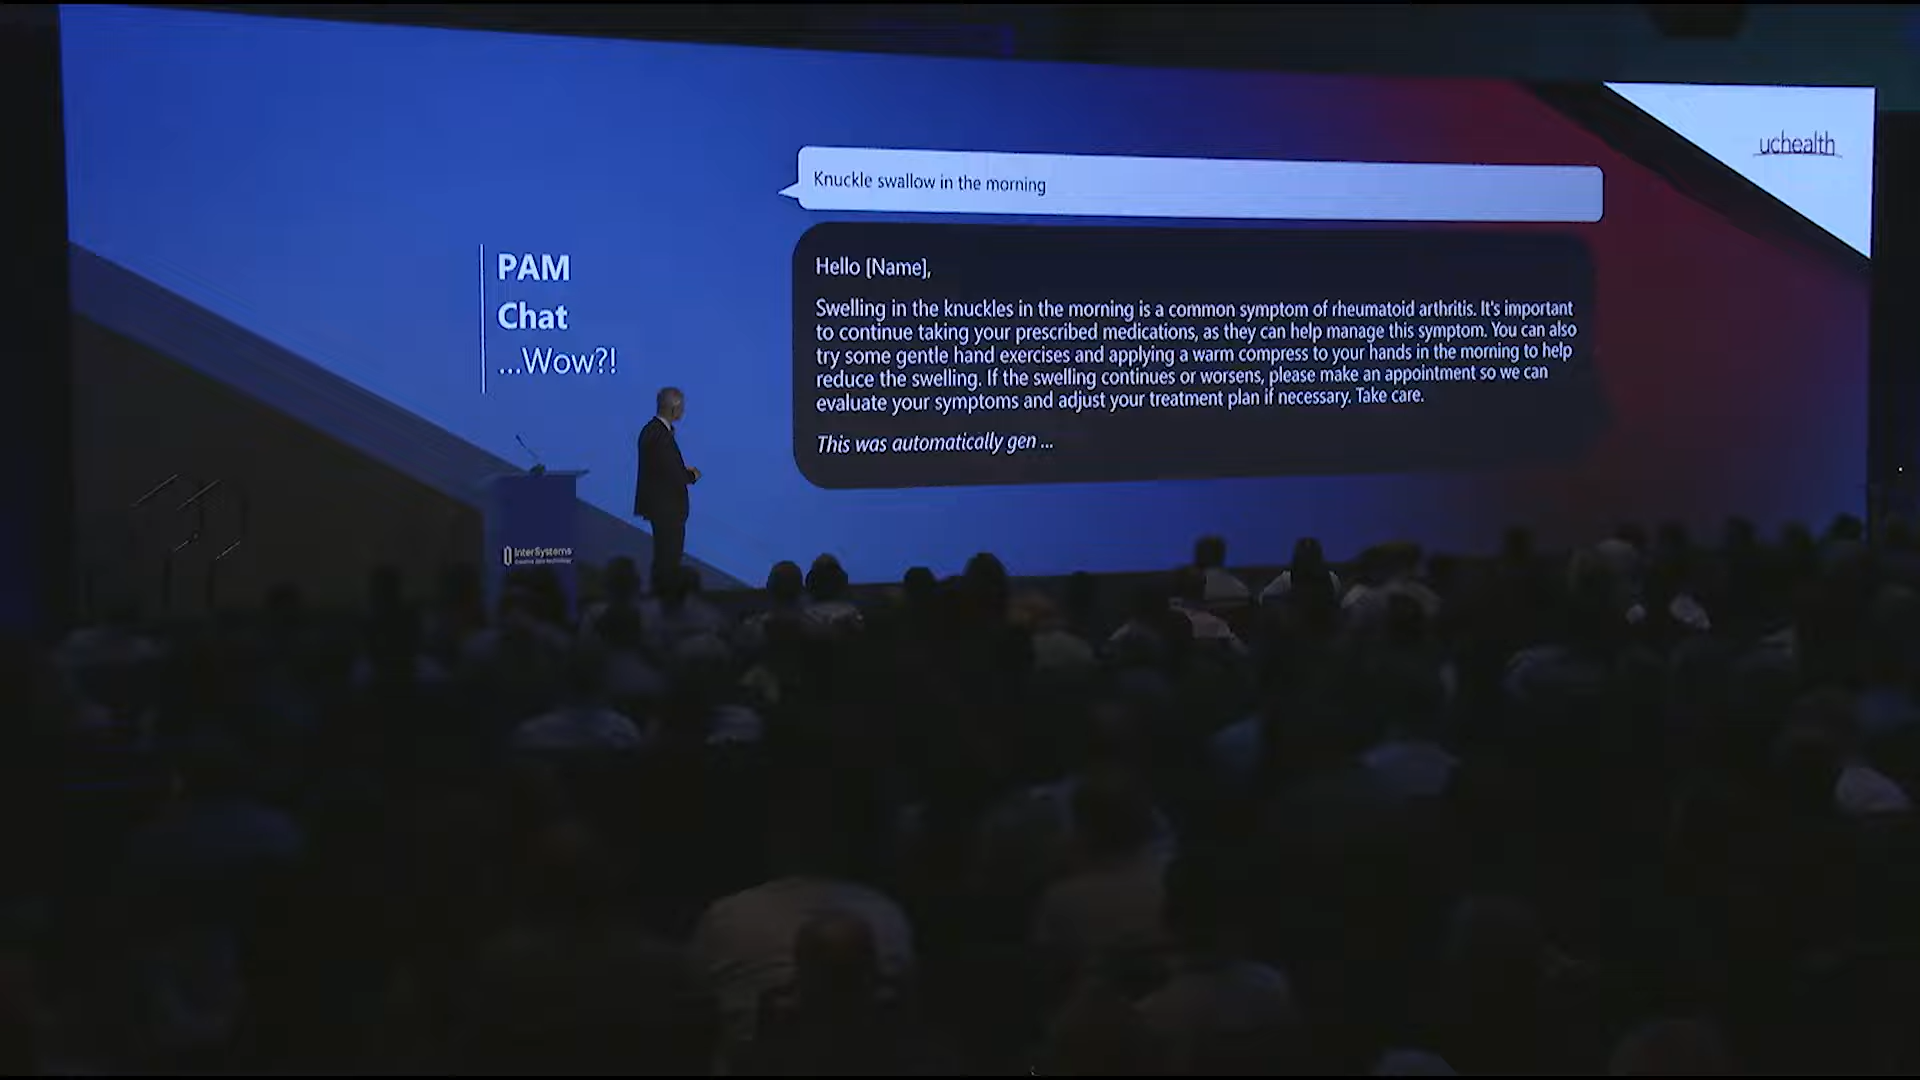 uchealth
Knuckle swallow in the morning
PAM
Chat
...Wow?!
Hello [Name],
Swelling in the knuckles in the morning is a common symptom of rheumatoid arthritis. It's important
to continue taking your prescribed medications, as they can help manage this symptom. You can also
try some gentle hand exercises and applying a warm compress to your hands in the morning to help
reduce the swelling. If the swelling continues or worsens, please make an appointment so we can
evaluate your symptoms and adjust your treatment plan if necessary. Take care.
This was automatically gen ...
InterSystems